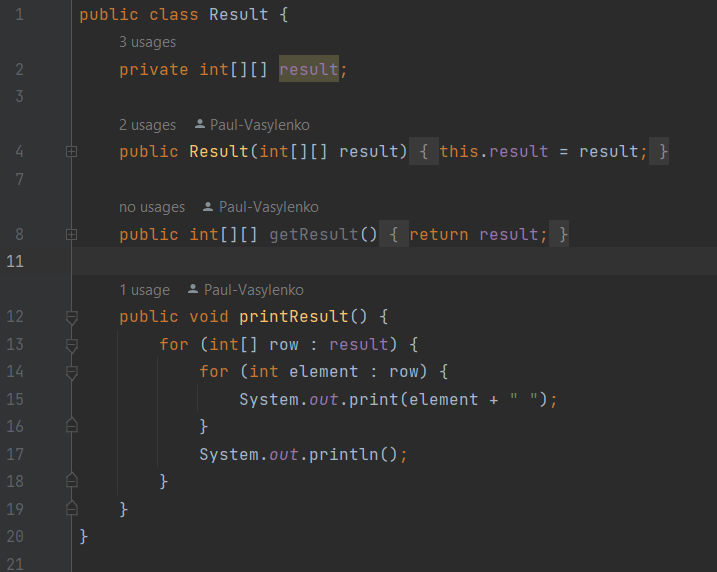 1 public class Result {
3 usages
2 private int[][] result;
3
2 usages Paul-Vasylenko
4 public Result(int[][] result) { this.result = result; }
7
no usages Paul-Vasylenko
8 public int[][] getResult() { return result; }
11
1 usage Paul-Vasylenko
12 public void printResult() {
13 for (int[] row : result) {
14 for (int element : row) {
15 System.out.print(element + " ");
16 }
17 System.out.println();
18 }
19 }
20 }
21